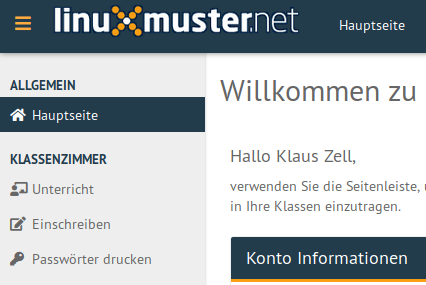 linuxmuster.net
Hauptseite
ALLGEMEIN
Hauptseite
KLASSENZIMMER
Unterricht
Einschreiben
Passwörter drucken
Willkommen zu
Hallo Klaus Zell,
verwenden Sie die Seitenleiste,
in Ihre Klassen einzutragen.
Konto Informationen